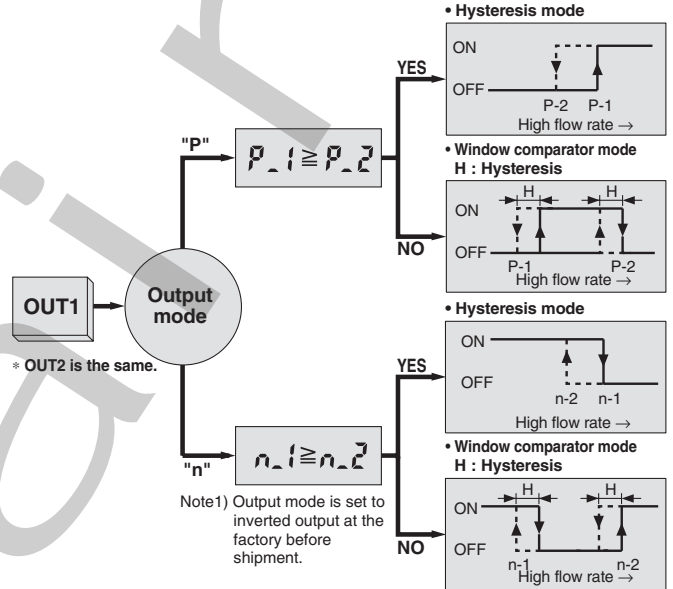 • Hysteresis mode
ON
OFF
P-2 P-1
High flow rate →
YES
"P"
P_1 ≧ P_2
• Window comparator mode
H : Hysteresis
H H
ON
OFF
P-1 P-2
High flow rate →
NO
OUT1
Output
mode
* OUT2 is the same.
• Hysteresis mode
ON
OFF
n-2 n-1
High flow rate →
YES
n_1 ≧ n_2
"n"
Note1) Output mode is set to
inverted output at the
factory before
shipment.
• Window comparator mode
H : Hysteresis
H H
ON
OFF
n-1 n-2
High flow rate →
NO